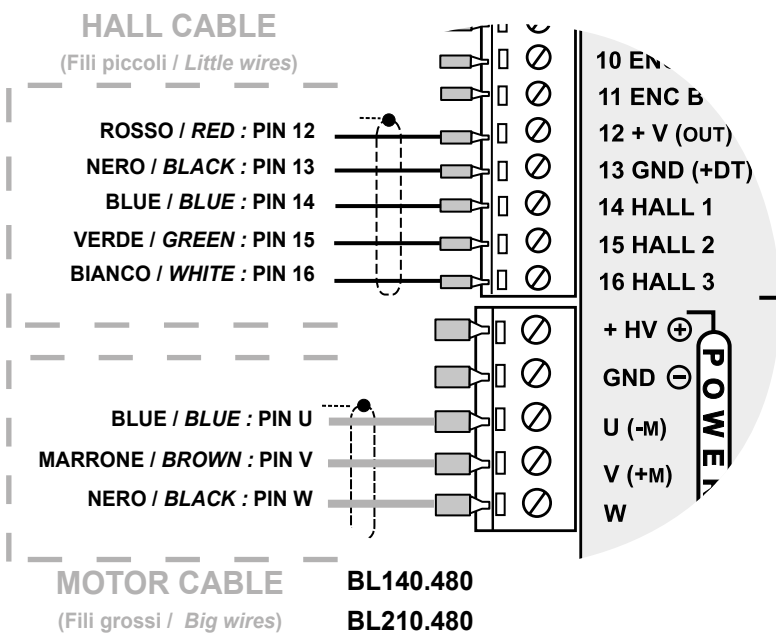 HALL CABLE
(Fili piccoli / Little wires)
ROSSO / RED : PIN 12
NERO / BLACK : PIN 13
BLUE / BLUE : PIN 14
VERDE / GREEN : PIN 15
BIANCO / WHITE : PIN 16
10 ENC
11 ENC B
12 + V (OUT)
13 GND (+DT)
14 HALL 1
15 HALL 2
16 HALL 3
+ HV +
GND -
U (-M)
V (+M)
W
POWER
BLUE / BLUE : PIN U
MARRONE / BROWN : PIN V
NERO / BLACK : PIN W
MOTOR CABLE
(Fili grossi / Big wires)
BL140.480
BL210.480